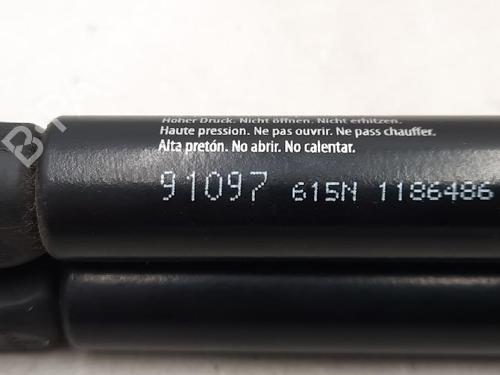 Hoher Druck. Nicht öffnen. Nicht erhitzen.
Haute pression. Ne pas ouvrir. Ne pass chauffer.
Alta pretón. No abrir. No calentar.
91097 615N 1186486